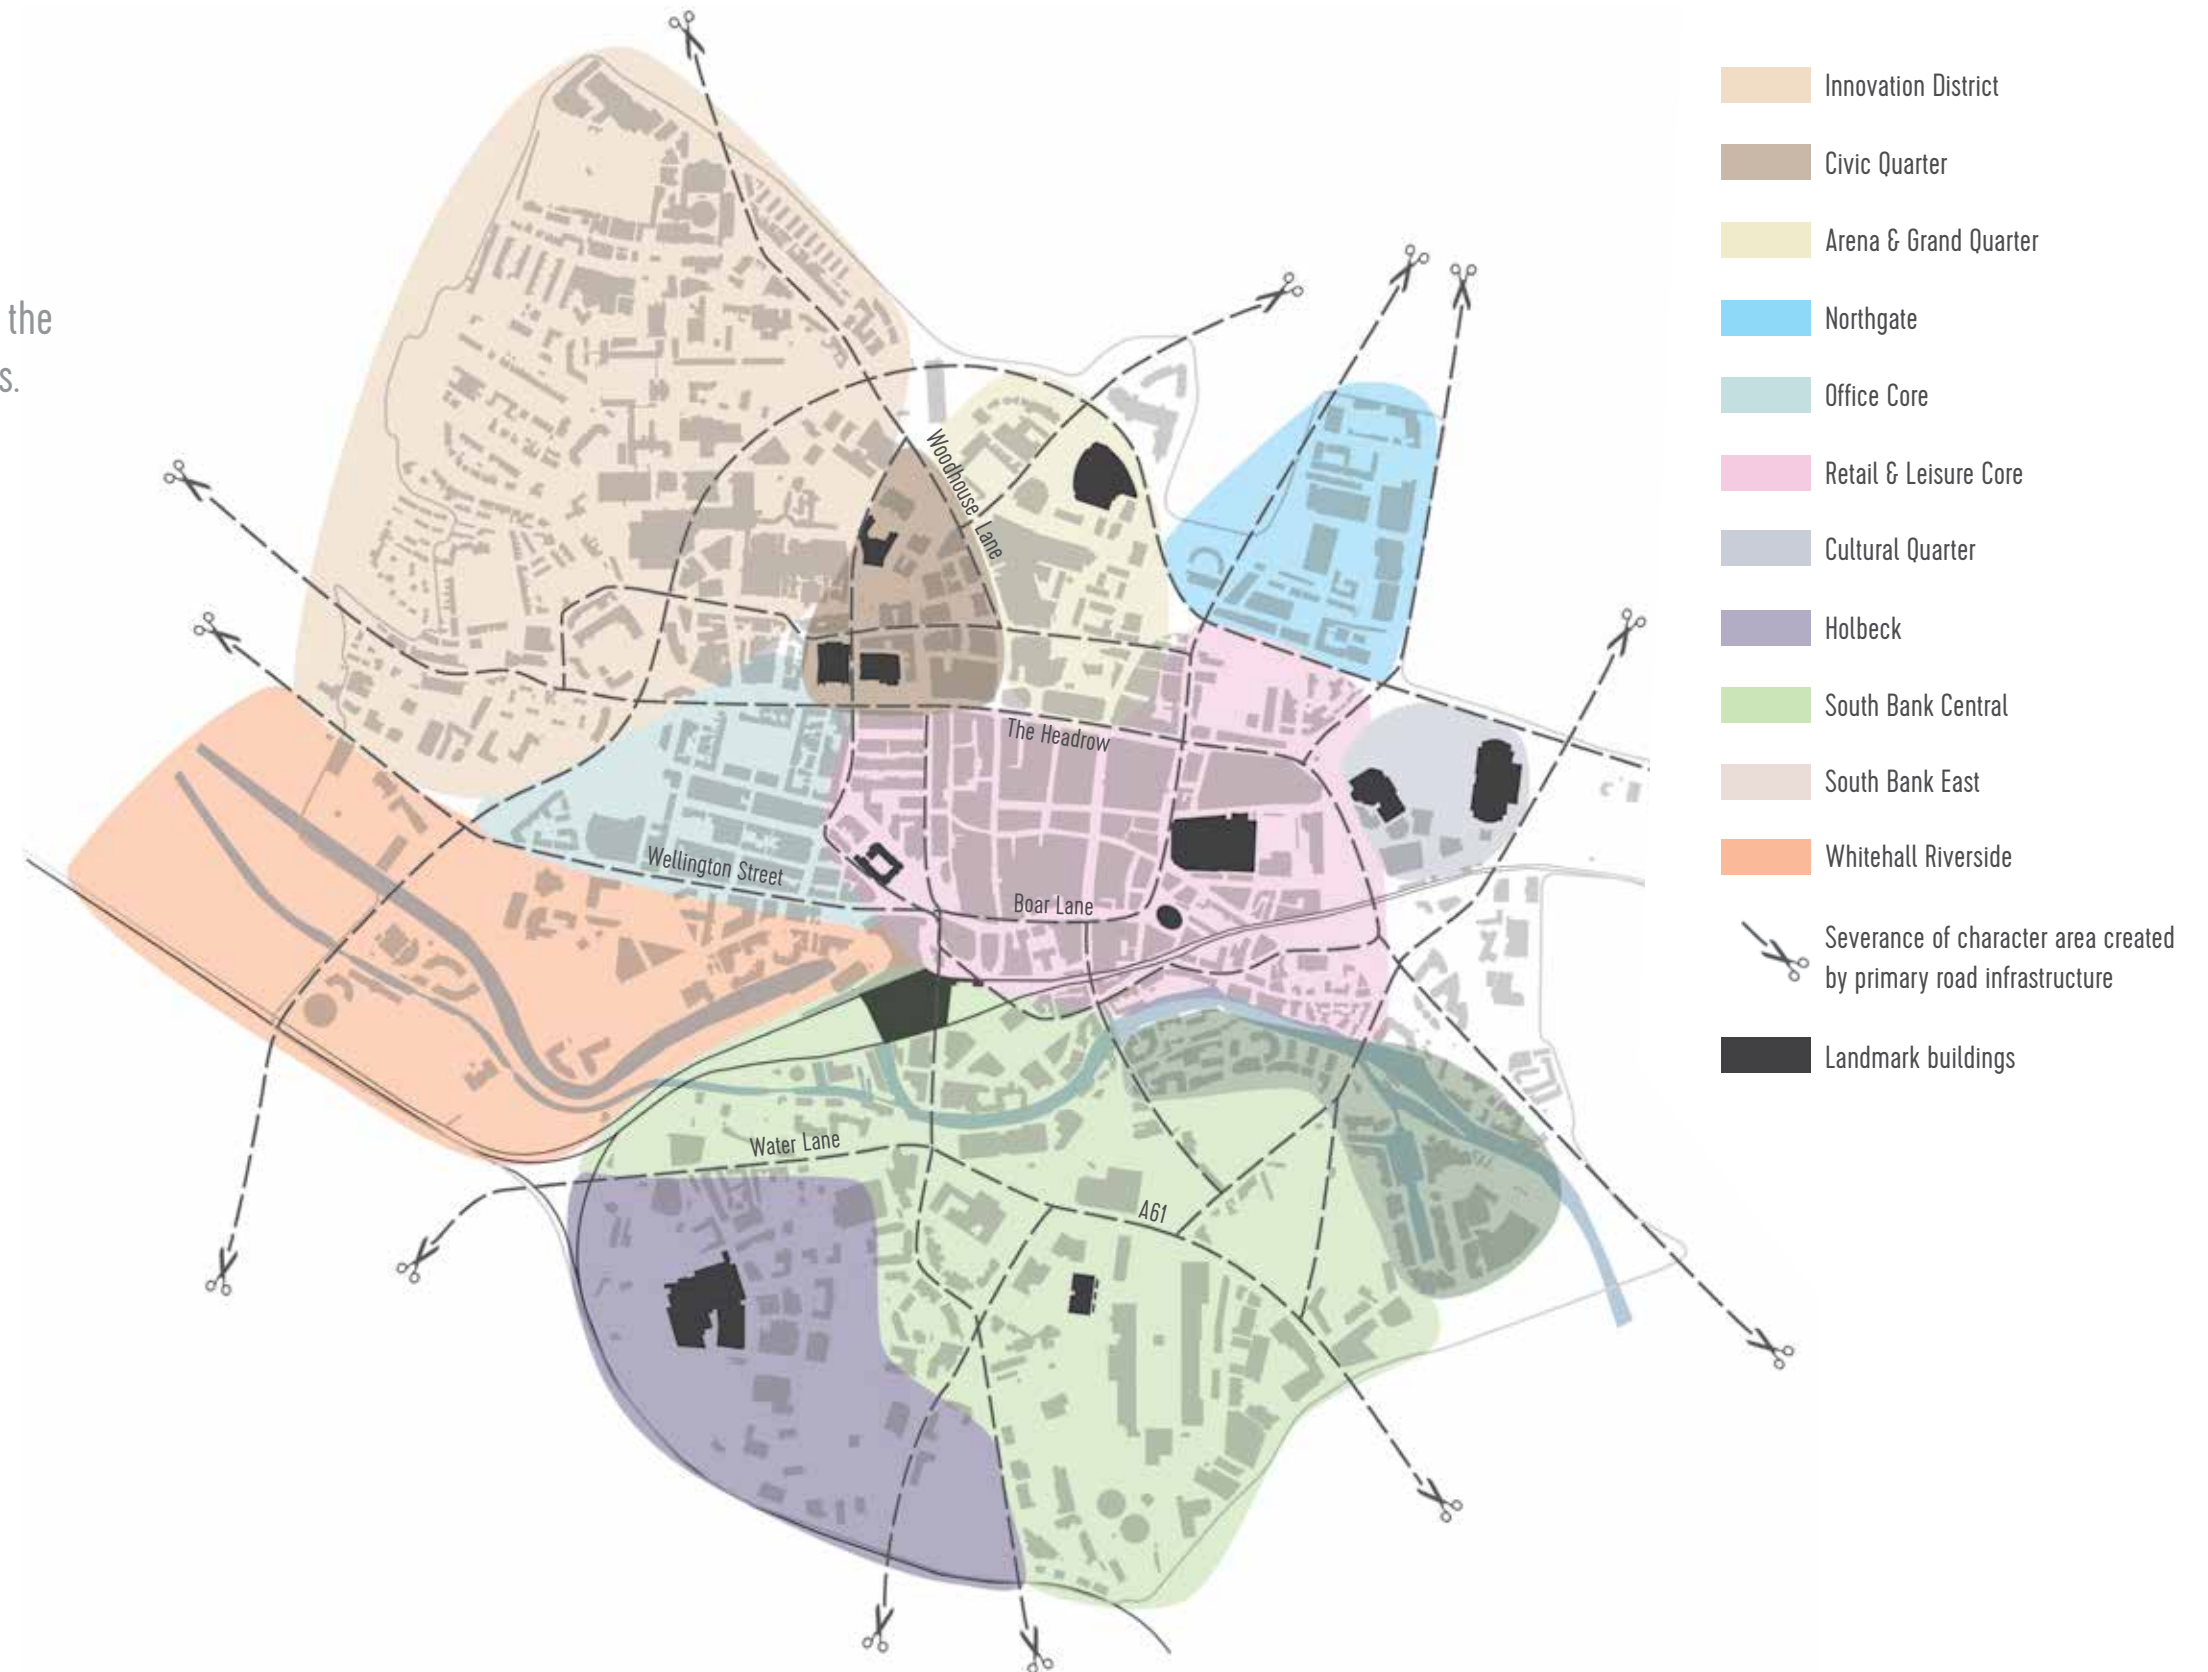 the
s.
Innovation District
Civic Quarter
Arena & Grand Quarter
Northgate
Office Core
Retail & Leisure Core
Cultural Quarter
Holbeck
South Bank Central
South Bank East
Whitehall Riverside
Severance of character area created
by primary road infrastructure
Landmark buildings
Woodhouse Lane
The Headrow
Wellington Street
Boar Lane
Water Lane
A61